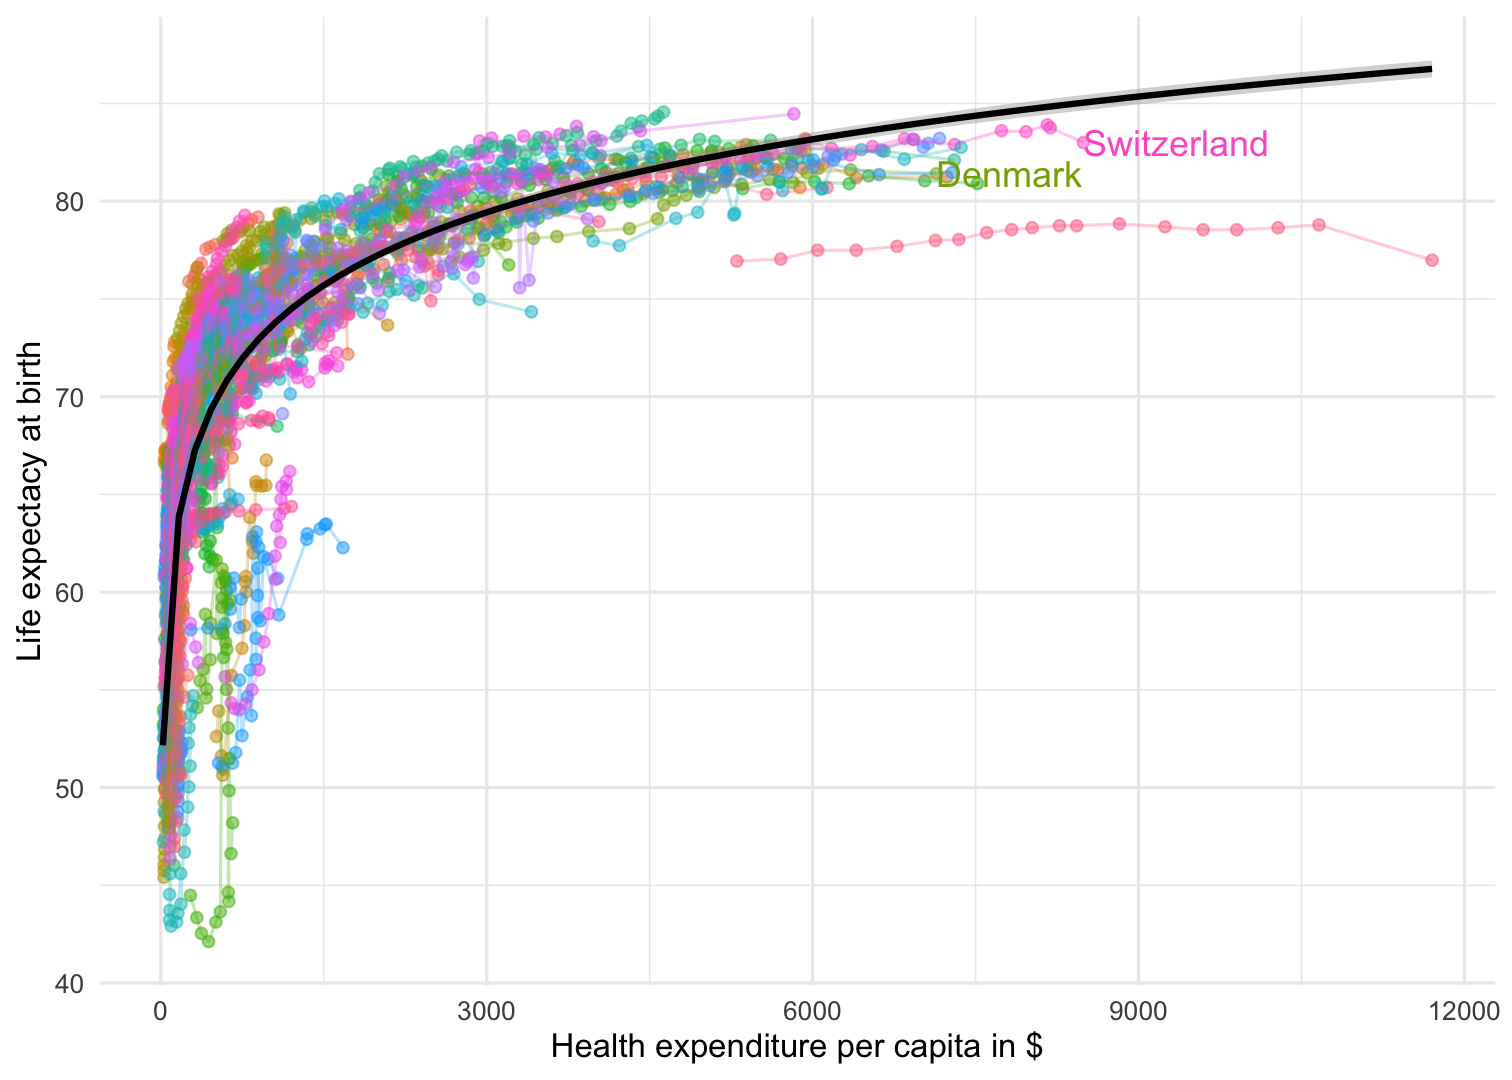 80
70
60
50
40
Life expectacy at birth
Switzerland
Denmark
0 3000 6000 9000 12000
Health expenditure per capita in $